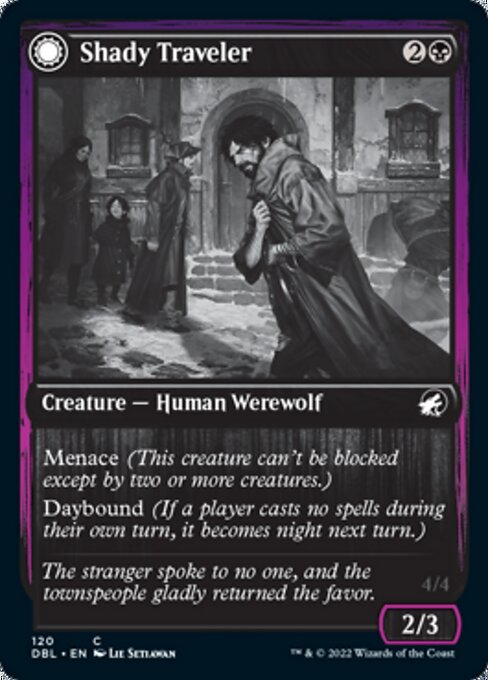 Shady Traveler 2
Creature — Human Werewolf
Menace (This creature can't be blocked
except by two or more creatures.)
Daybound (If a player casts no spells during
their own turn, it becomes night next turn.)
The stranger spoke to no one, and the
townspeople gladly returned the favor.
4/4
2/3
120 C
DBL • EN Lie Setiawan
™ & © 2022 Wizards of the Coast